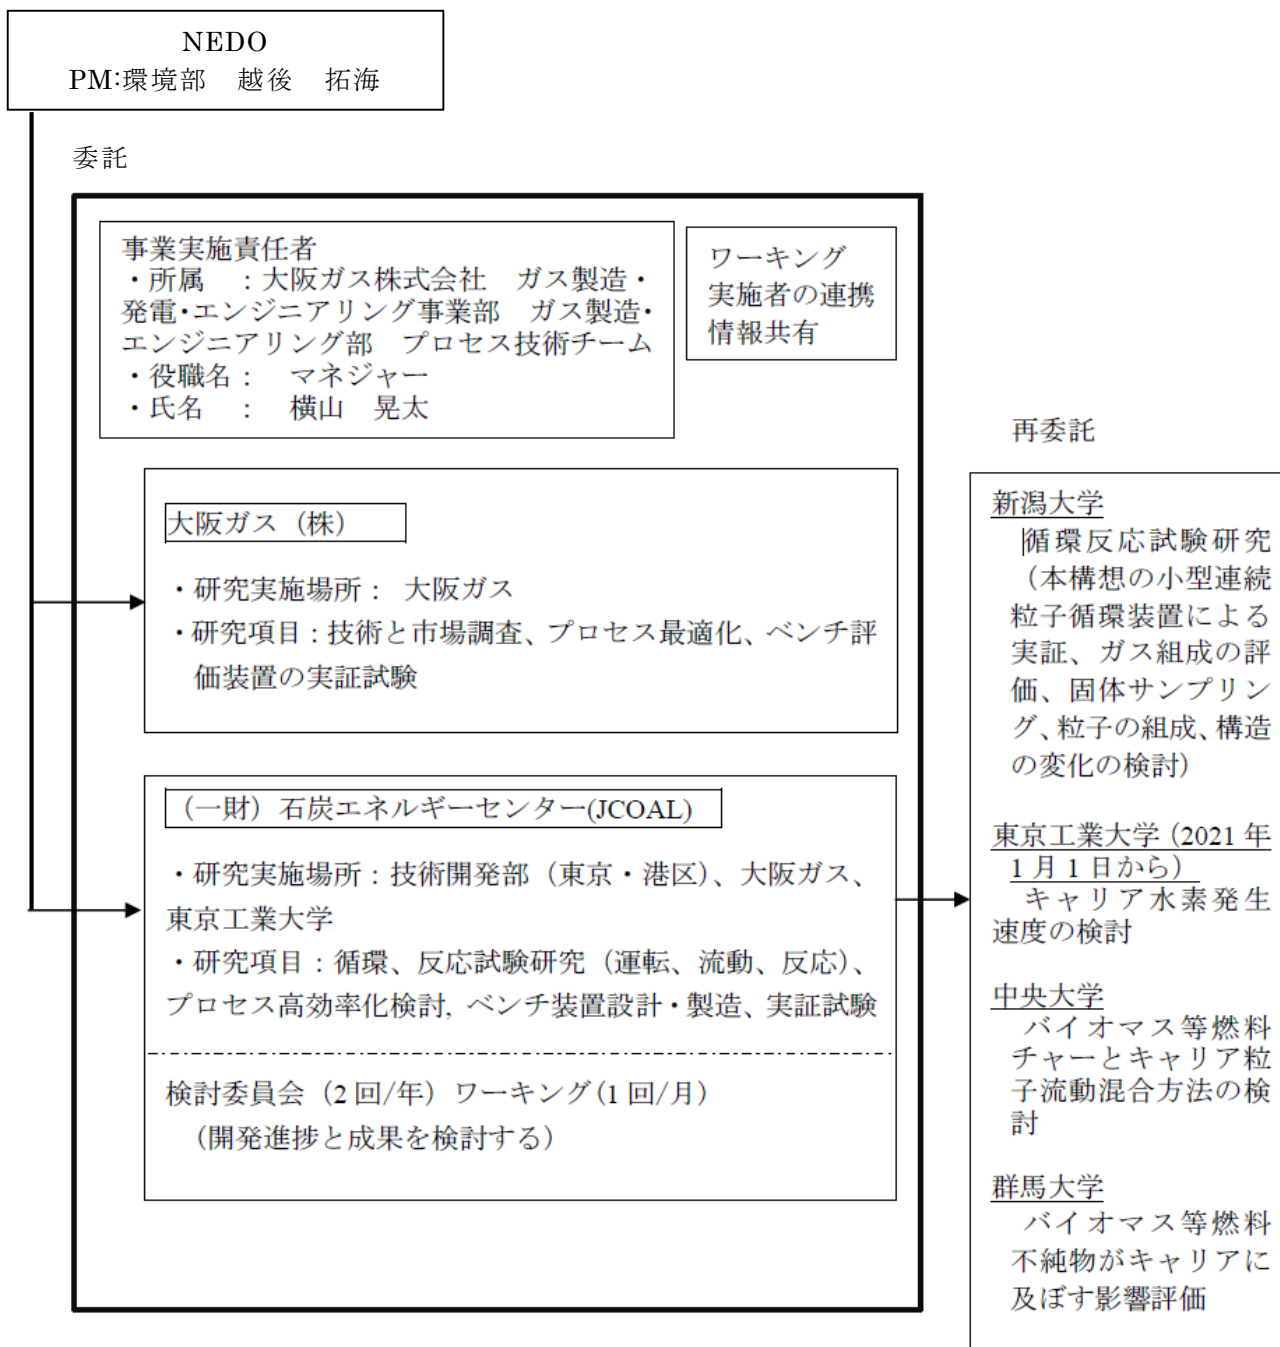 NEDO
PM:環境部　越後　拓海
委託
事業実施責任者
・所属　：大阪ガス株式会社　ガス製造・
発電・エンジニアリング事業部　ガス製造・
エンジニアリング部　プロセス技術チーム
・役職名：　マネジャー
・氏名　：　横山　晃太
ワーキング
実施者の連携
情報共有
大阪ガス（株）
・研究実施場所：　大阪ガス
・研究項目：技術と市場調査、プロセス最適化、ベンチ評
価装置の実証試験
（一財）石炭エネルギーセンター(JCOAL)
・研究実施場所：技術開発部（東京・港区）、大阪ガス、
東京工業大学
・研究項目：循環、反応試験研究（運転、流動、反応）、
プロセス高効率化検討, ベンチ装置設計・製造、実証試験
検討委員会（2 回/年）ワーキング(1 回/月)
（開発進捗と成果を検討する）
再委託
新潟大学
循環反応試験研究
（本構想の小型連続
粒子循環装置による
実証、ガス組成の評
価、固体サンプリン
グ、粒子の組成、構造
の変化の検討）
東京工業大学（2021 年
1 月 1 日から）
キャリア水素発生
速度の検討
中央大学
バイオマス等燃料
チャーとキャリア粒
子流動混合方法の検
討
群馬大学
バイオマス等燃料
不純物がキャリアに
及ぼす影響評価